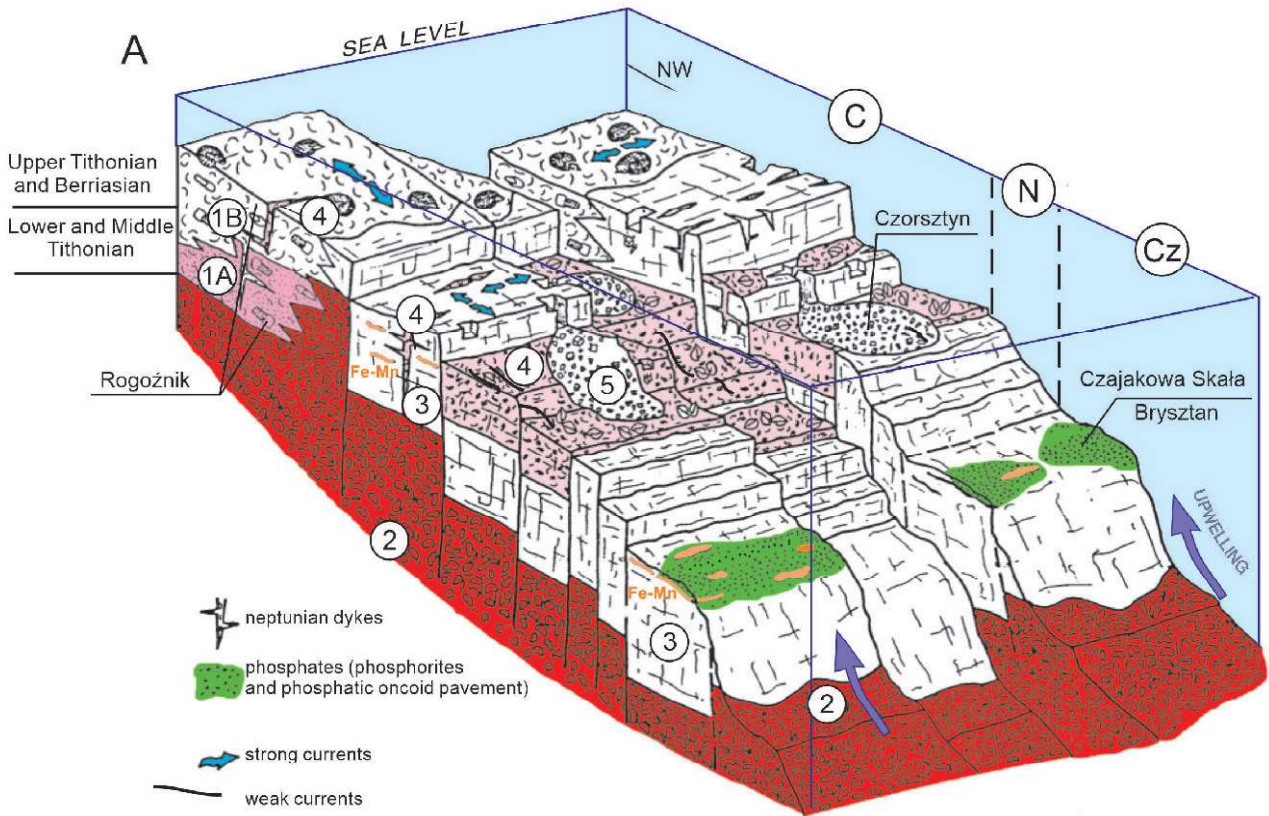 A
SEA LEVEL
NW
C
N
Cz
Upper Tithonian
and Berriasian
Lower and Middle
Tithonian
1B
4
1A
Rogoźnik
Czorsztyn
4
Fe-Mn
3
4
5
Czajakowa Skała
Brysztan
UPWELLING
2
Fe-Mn
3
2
neptunian dykes
phosphates (phosphorites
and phosphatic oncoid pavement)
strong currents
weak currents